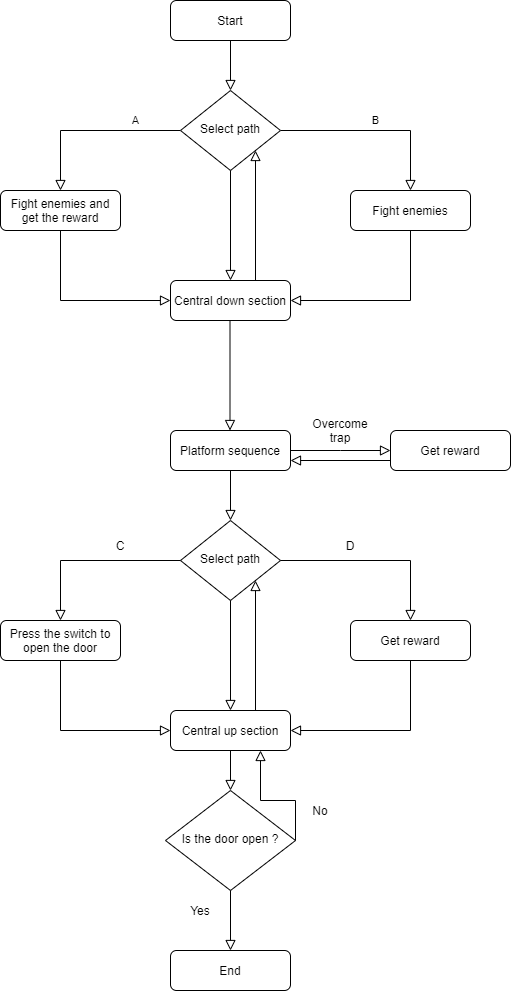 Start
Select path
A
B
Fight enemies and
get the reward
Fight enemies
Central down section
Overcome
trap
Platform sequence
Get reward
C
Select path
D
Press the switch to
open the door
Get reward
Central up section
Is the door open ?
No
Yes
End